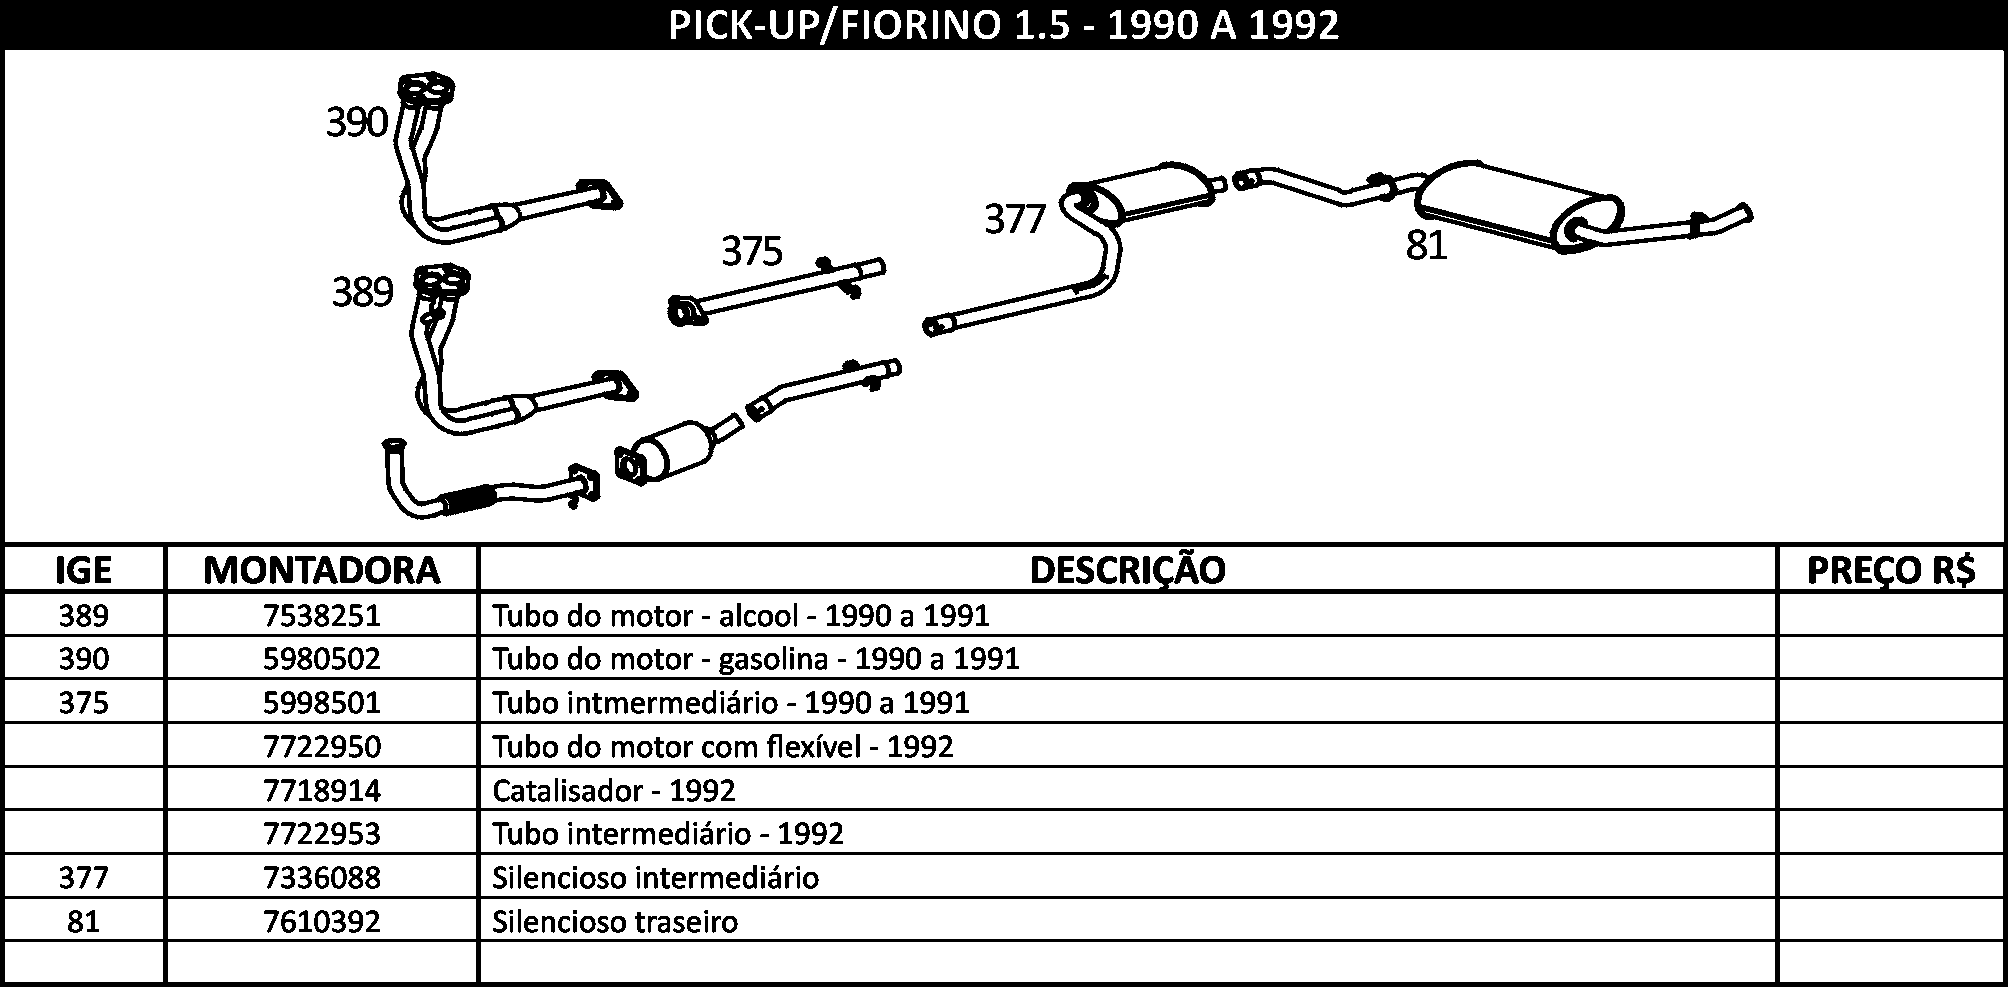 PICK-UP/FIORINO 1.5 - 1990 A 1992
390
389
375
377
81
IGE MONTADORA DESCRIÇÃO PREÇO R$
389 7538251 Tubo do motor - alcool - 1990 a 1991
390 5980502 Tubo do motor - gasolina - 1990 a 1991
375 5998501 Tubo intmermediário - 1990 a 1991
7722950 Tubo do motor com flexível - 1992
7718914 Catalisador - 1992
7722953 Tubo intermediário - 1992
377 7336088 Silencioso intermediário
81 7610392 Silencioso traseiro